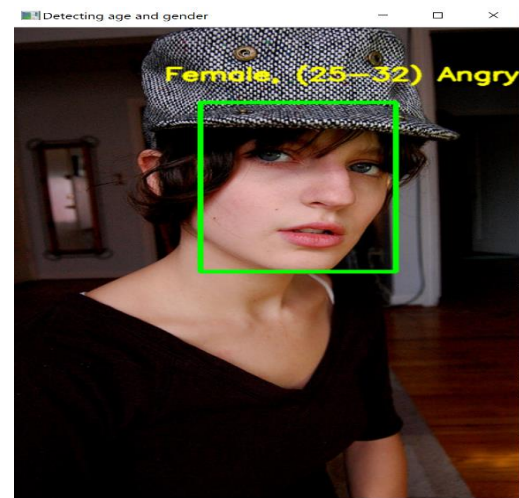 Detecting age and gender
Female, (25-32) Angry